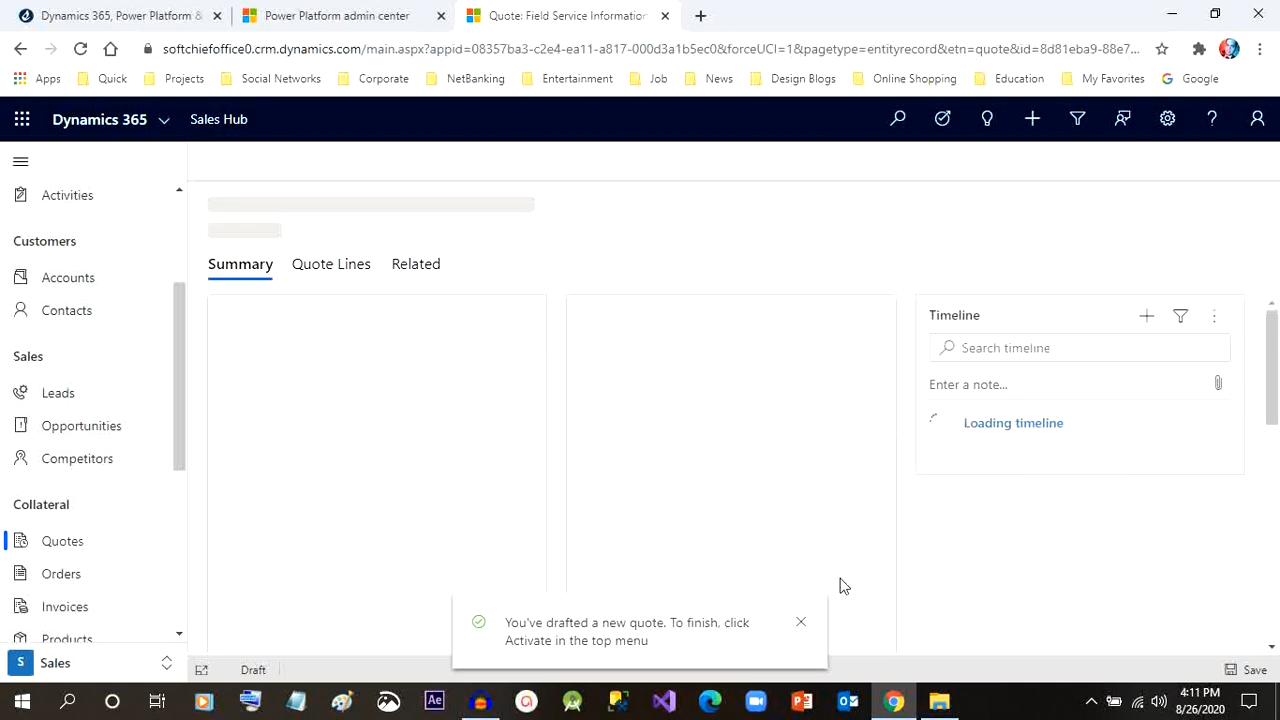 Dynamics 365, Power Platform &
Power Platform admin center
Quote: Field Service Information
softchiefoffice0.crm.dynamics.com/main.aspx?appid=08357ba3-c2e4-ea11-a817-000d3a1b5ec0&forceUCI=1&pagetype=entityrecord&etn=quote&id=8d81eba9-88e7...
Apps
Quick
Projects
Social Networks
Corporate
NetBanking
Entertainment
Job
News
Design Blogs
Online Shopping
Education
My Favorites
Google
Dynamics 365
Sales Hub
Activities
Customers
Accounts
Contacts
Sales
Leads
Opportunities
Competitors
Collateral
Quotes
Orders
Invoices
Products
S Sales
Summary
Quote Lines
Related
Timeline
Search timeline
Enter a note...
Loading timeline
You've drafted a new quote. To finish, click
Activate in the top menu
Draft
Save
Ae
4:11 PM
8/26/2020